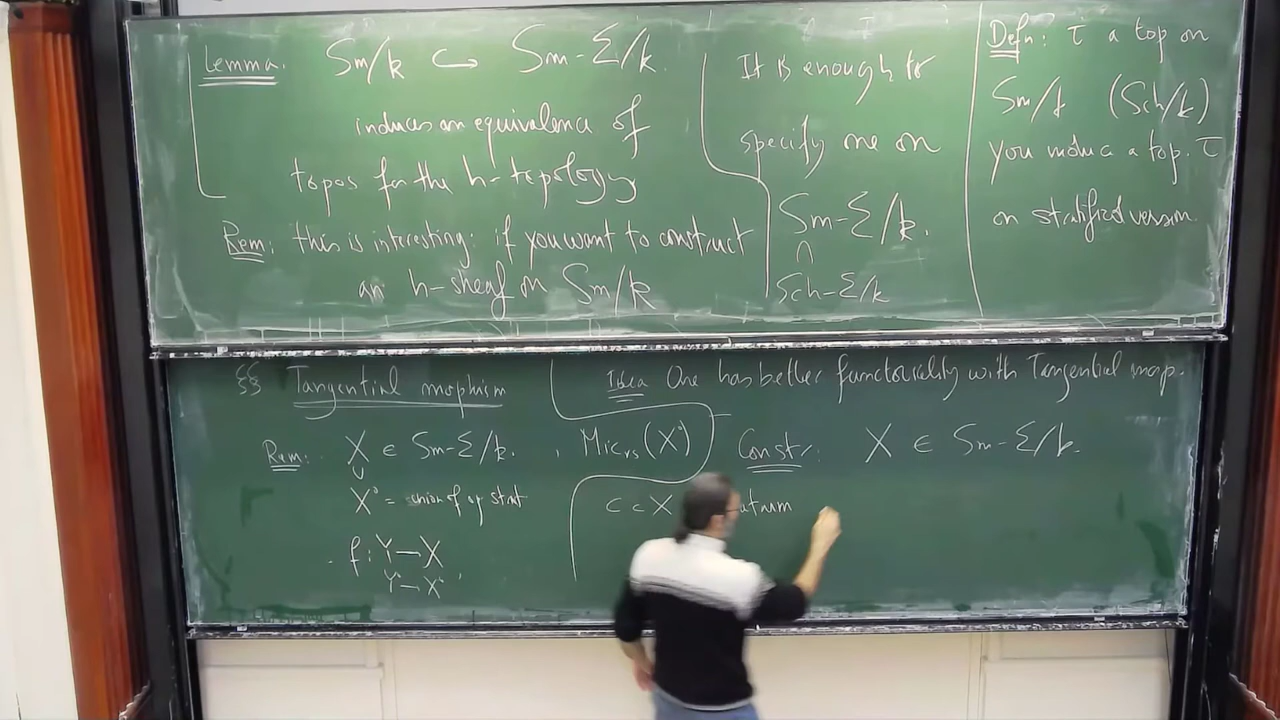 Lemma. Sm/k ↪ Sm-Σ/k.
induces an equivalence of
topos for the h-topology
Rem: this is interesting: if you want to construct
an h-sheaf on Sm/k
It is enough to
specify one on
Sm-Σ/k.
∩
Sch-Σ/k
Defn: τ a top on
Sm/k (Sch/k)
you induce a top. τ
on stratified version.
§§ Tangential morphism
Rem: X ∈ Sm-Σ/k.
∪
X° = union of op strat
. f: Y → X
Y° → X°
Idea One has better functoriality with Tangential morp.
, Mic_rs(X°)
Constr: X ∈ Sm-Σ/k.
C ⊂ X